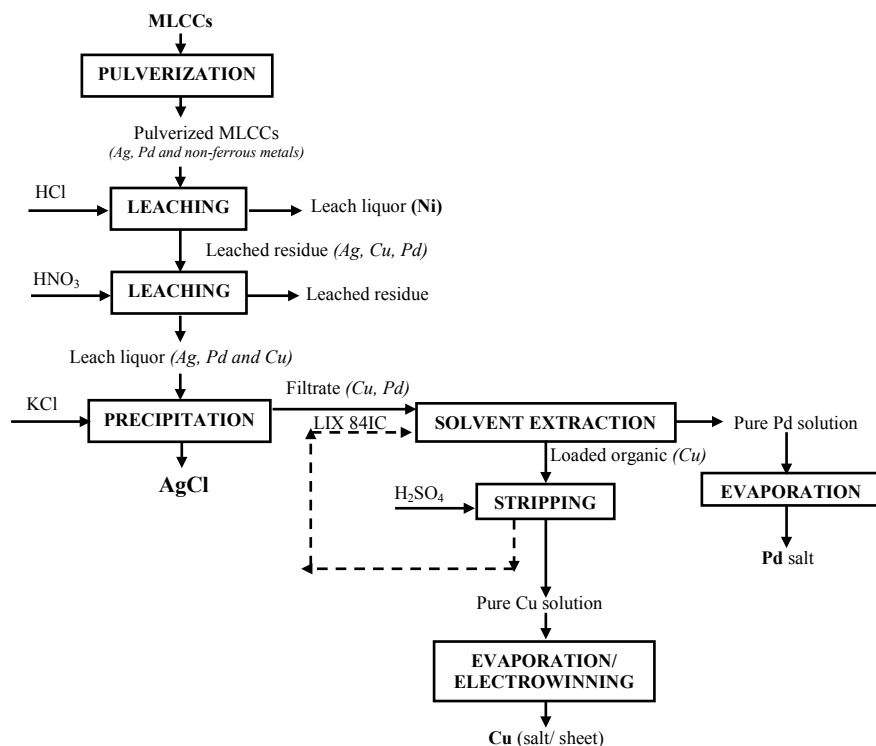 MLCCs
PULVERIZATION
Pulverized MLCCs
(Ag, Pd and non-ferrous metals)
HCl
LEACHING
Leach liquor (Ni)
Leached residue (Ag, Cu, Pd)
HNO3
LEACHING
Leached residue
Leach liquor (Ag, Pd and Cu)
KCl
PRECIPITATION
Filtrate (Cu, Pd)
LIX 84IC
SOLVENT EXTRACTION
Pure Pd solution
AgCl
Loaded organic (Cu)
H2SO4
STRIPPING
EVAPORATION
Pd salt
Pure Cu solution
EVAPORATION/
ELECTROWINNING
Cu (salt/ sheet)